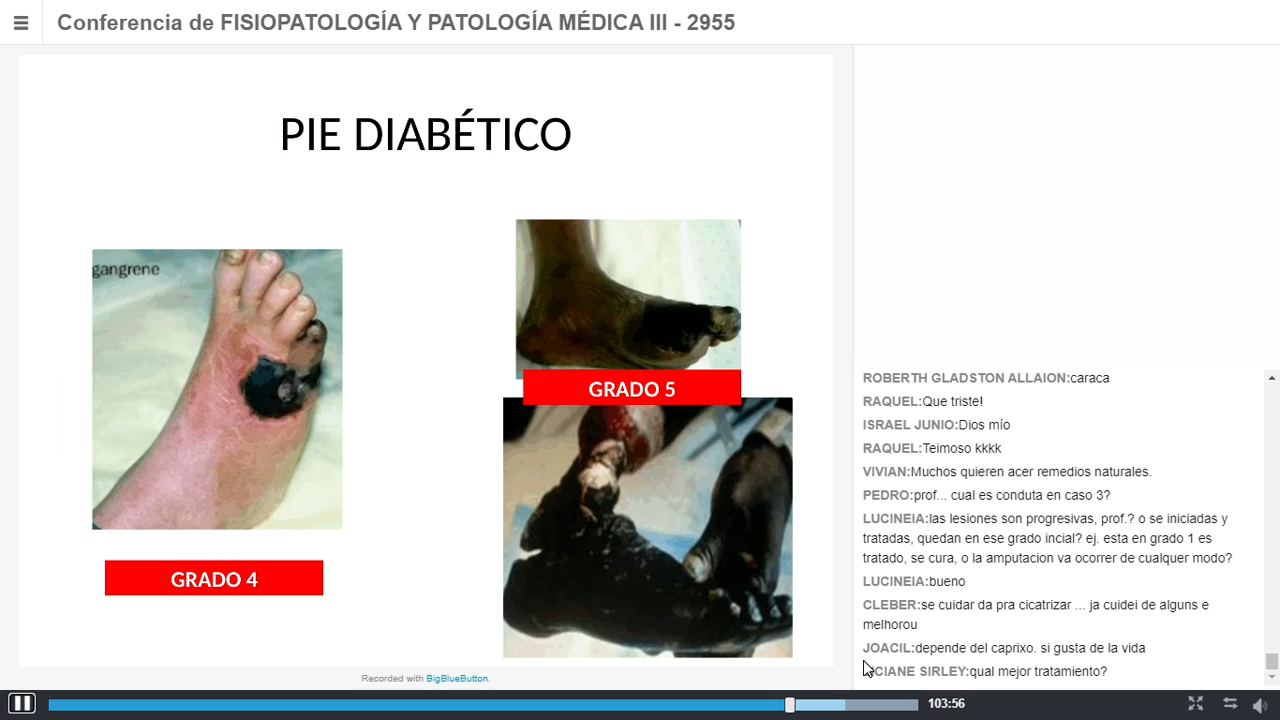 Conferencia de FISIOPATOLOGÍA Y PATOLOGÍA MÉDICA III - 2955
PIE DIABÉTICO
gangrene
GRADO 5
GRADO 4
ROBERTH GLADSTON ALLAION:caraca
RAQUEL:Que triste!
ISRAEL JUNIO:Dios mío
RAQUEL:Teimoso kkkk
VIVIAN:Muchos quieren acer remedios naturales.
PEDRO:prof... cual es conduta en caso 3?
LUCINEIA:las lesiones son progresivas, prof.? o se iniciadas y
tratadas, quedan en ese grado incial? ej. esta en grado 1 es
tratado, se cura, o la amputacion va ocorrer de cualquer modo?
LUCINEIA:bueno
CLEBER:se cuidar da pra cicatrizar ... ja cuidei de alguns e
melhorou
JOACIL:depende del caprixo. si gusta de la vida
CIANE SIRLEY:qual mejor tratamiento?
Recorded with BigBlueButton.
103:56